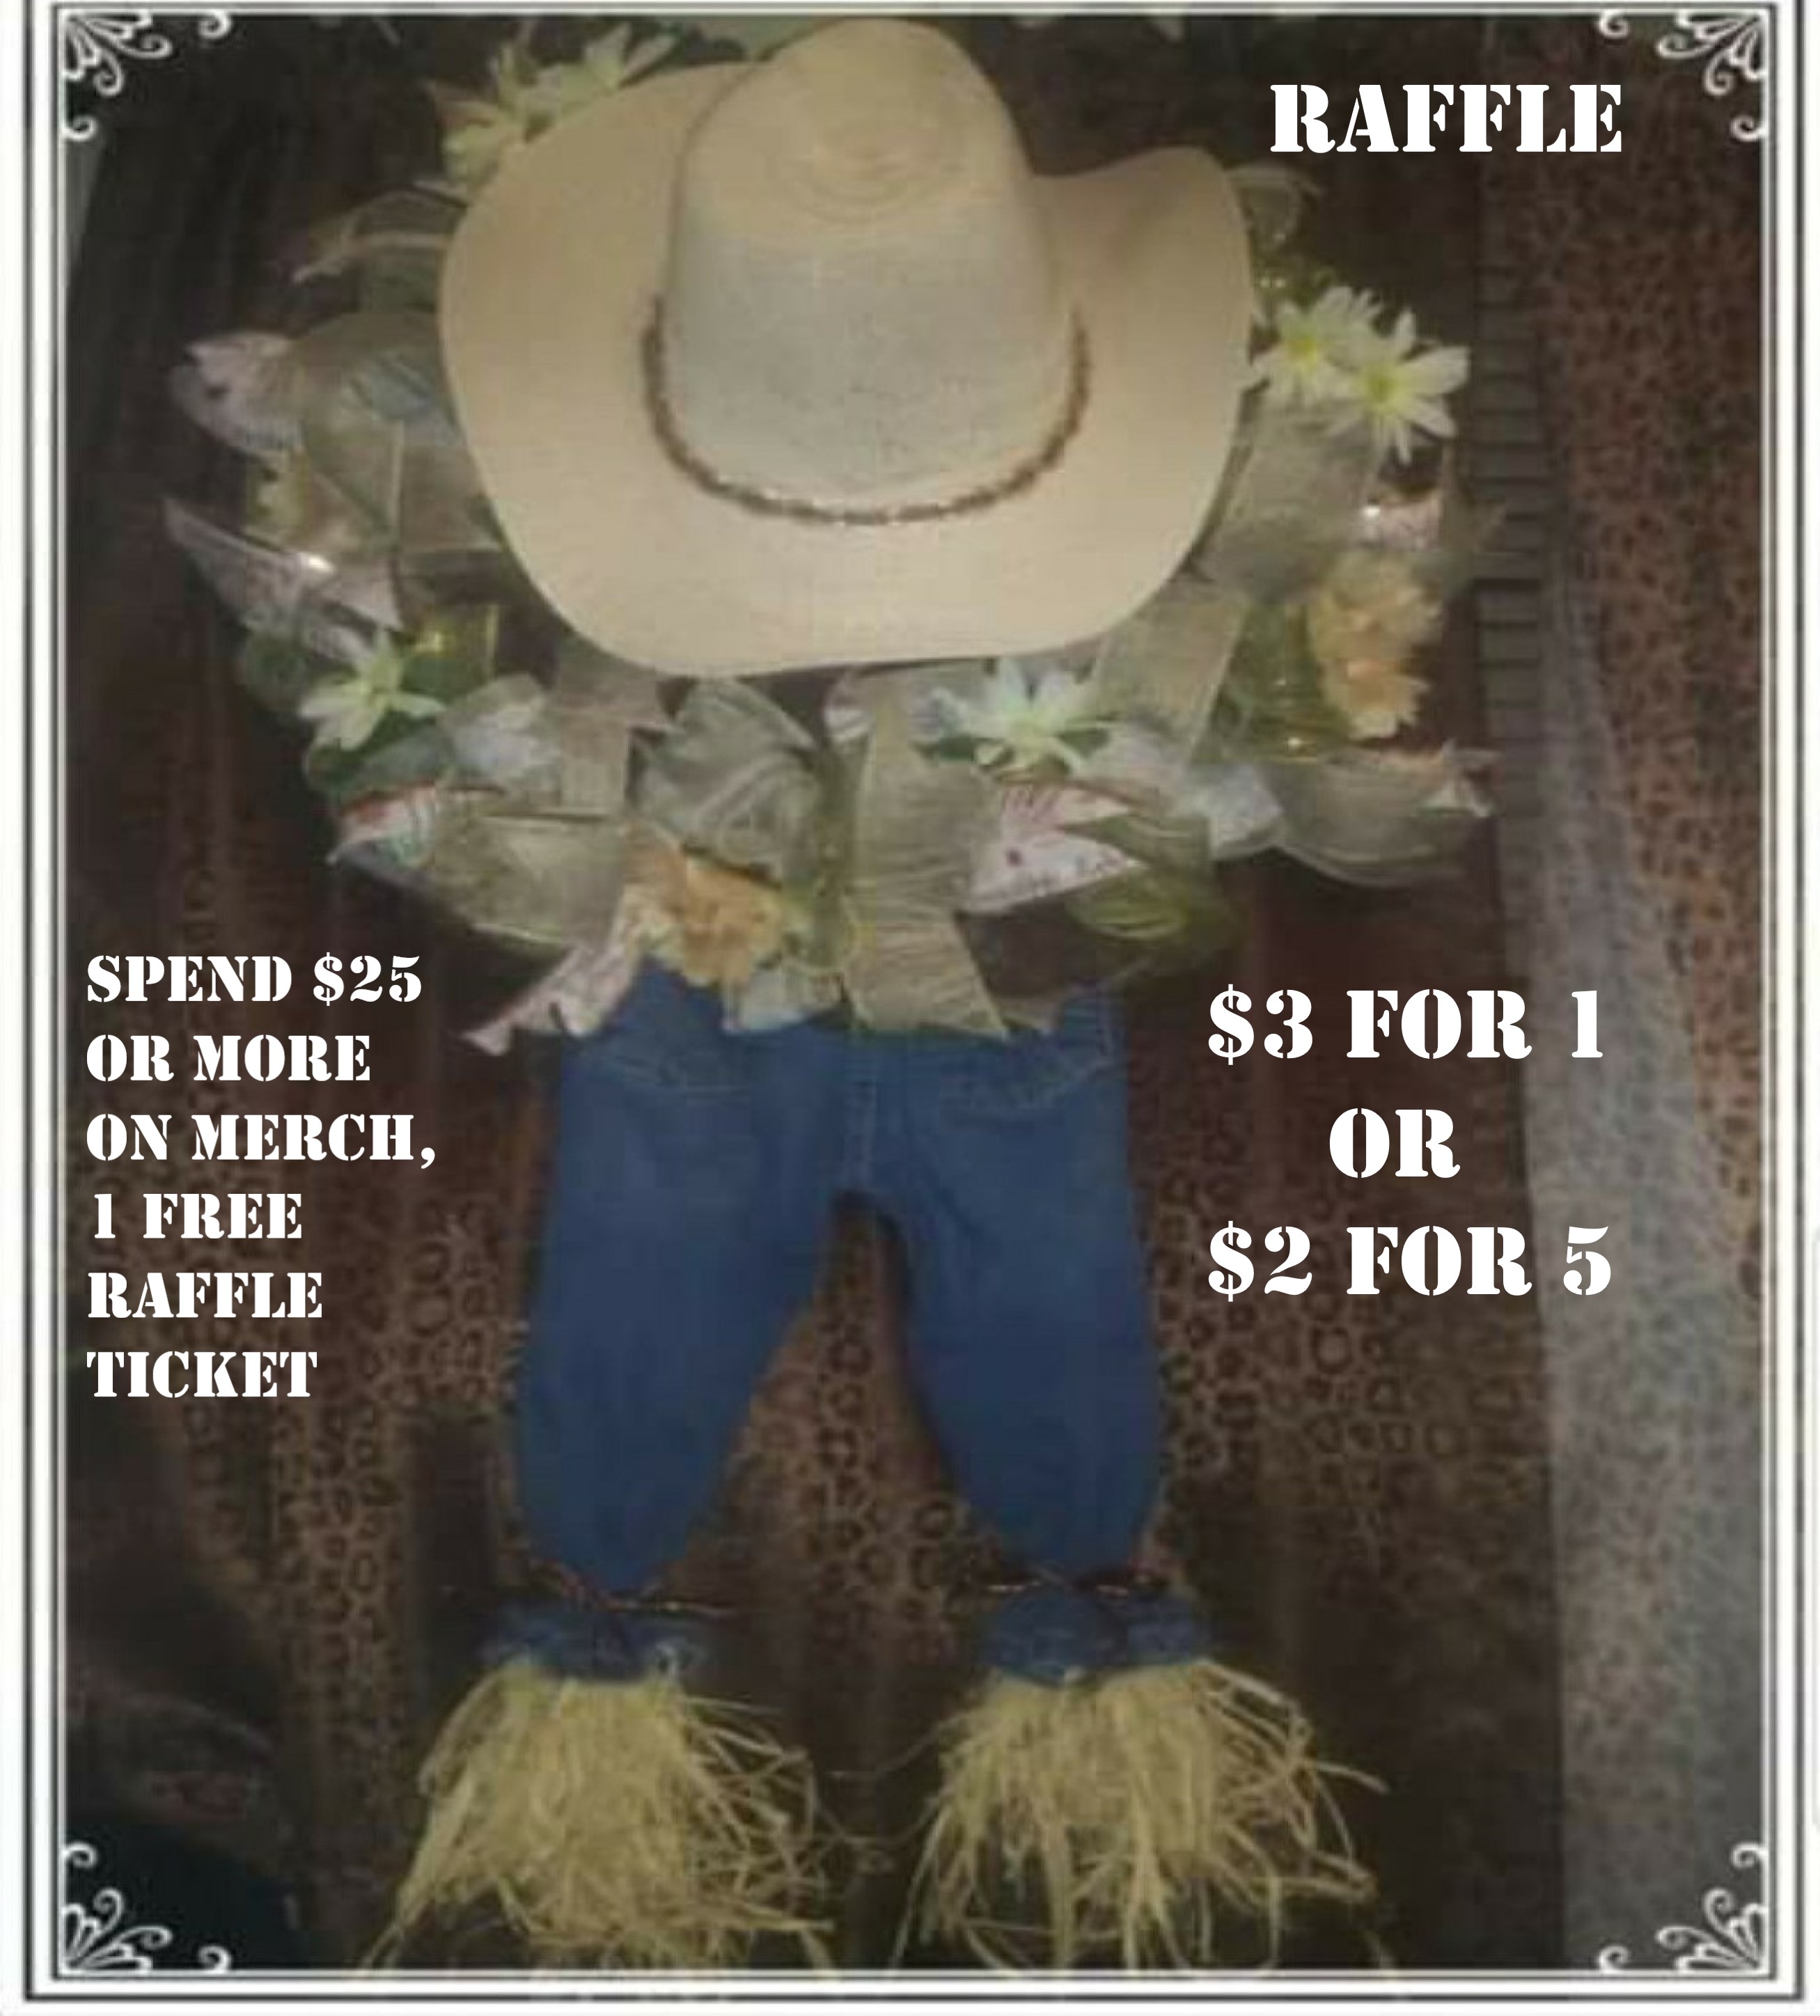 RAFFLE
SPEND $25
OR MORE
ON MERCH,
1 FREE
RAFFLE
TICKET
$3 FOR 1
OR
$2 FOR 5